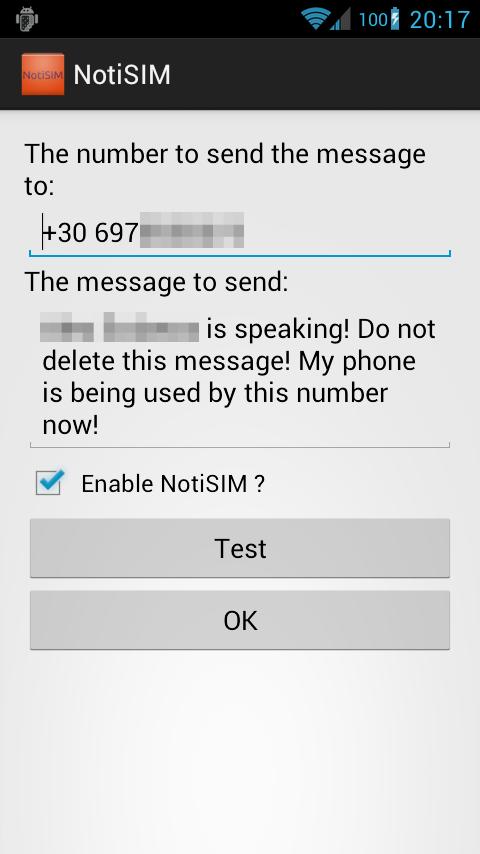 100 20:17
NotiSIM NotiSIM
The number to send the message
to:
+30 697
The message to send:
is speaking! Do not
delete this message! My phone
is being used by this number
now!
Enable NotiSIM ?
Test
OK